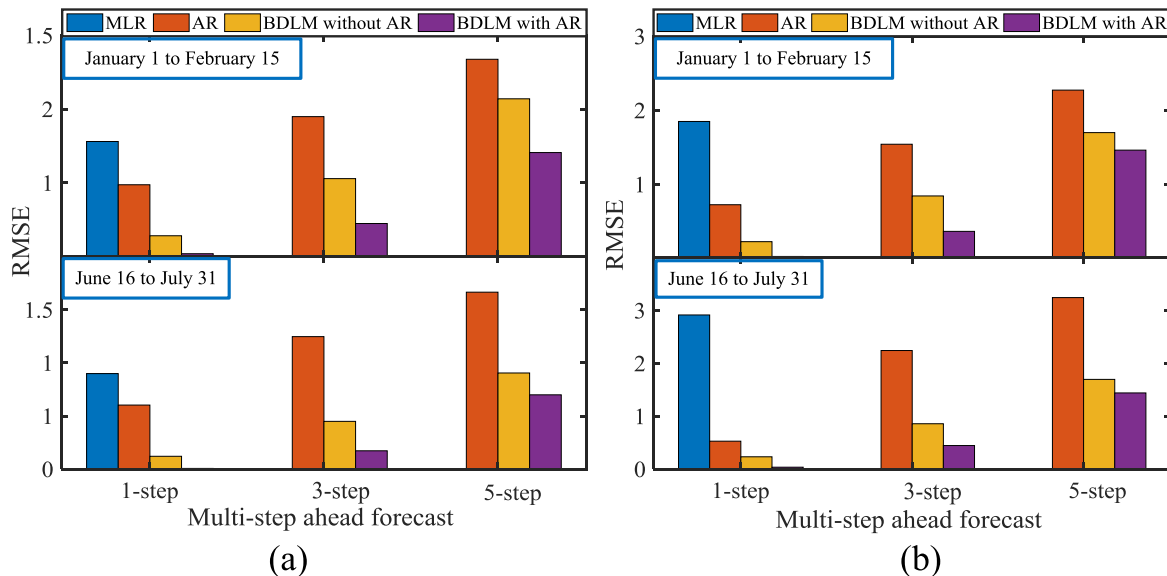 MLR AR BDLM without AR BDLM with AR
1.5
January 1 to February 15
2
1
RMSE
June 16 to July 31
1.5
1
1
0
1-step 3-step 5-step
Multi-step ahead forecast
(a)
MLR AR BDLM without AR BDLM with AR
3
January 1 to February 15
2
1
RMSE
June 16 to July 31
3
2
1
0
1-step 3-step 5-step
Multi-step ahead forecast
(b)